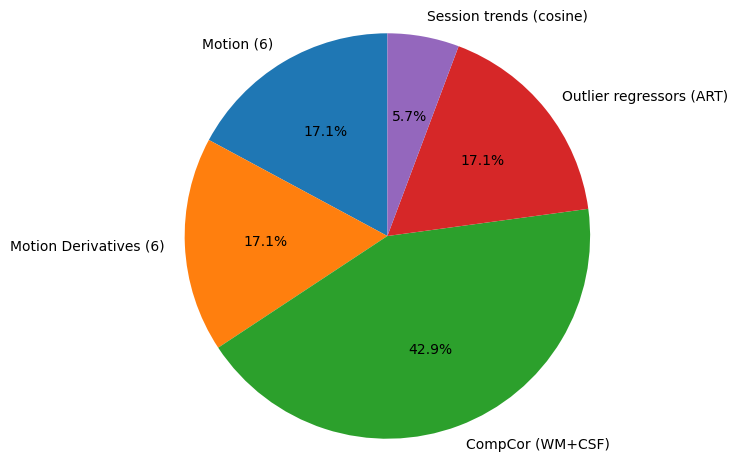 Session trends (cosine)
Motion (6)
Outlier regressors (ART)
5.7%
17.1%
17.1%
17.1%
Motion Derivatives (6)
42.9%
CompCor (WM+CSF)